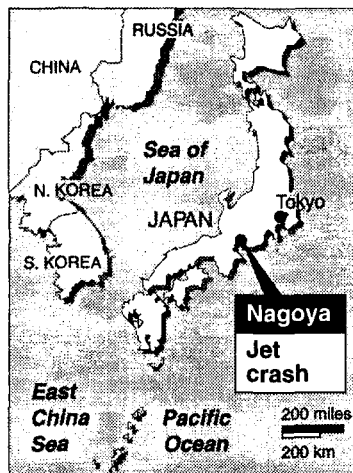 RUSSIA
CHINA
Sea of
Japan
N. KOREA
JAPAN
Tokyo
S. KOREA
Nagoya
Jet
crash
East
China
Sea
Pacific
Ocean
200 miles
200 km